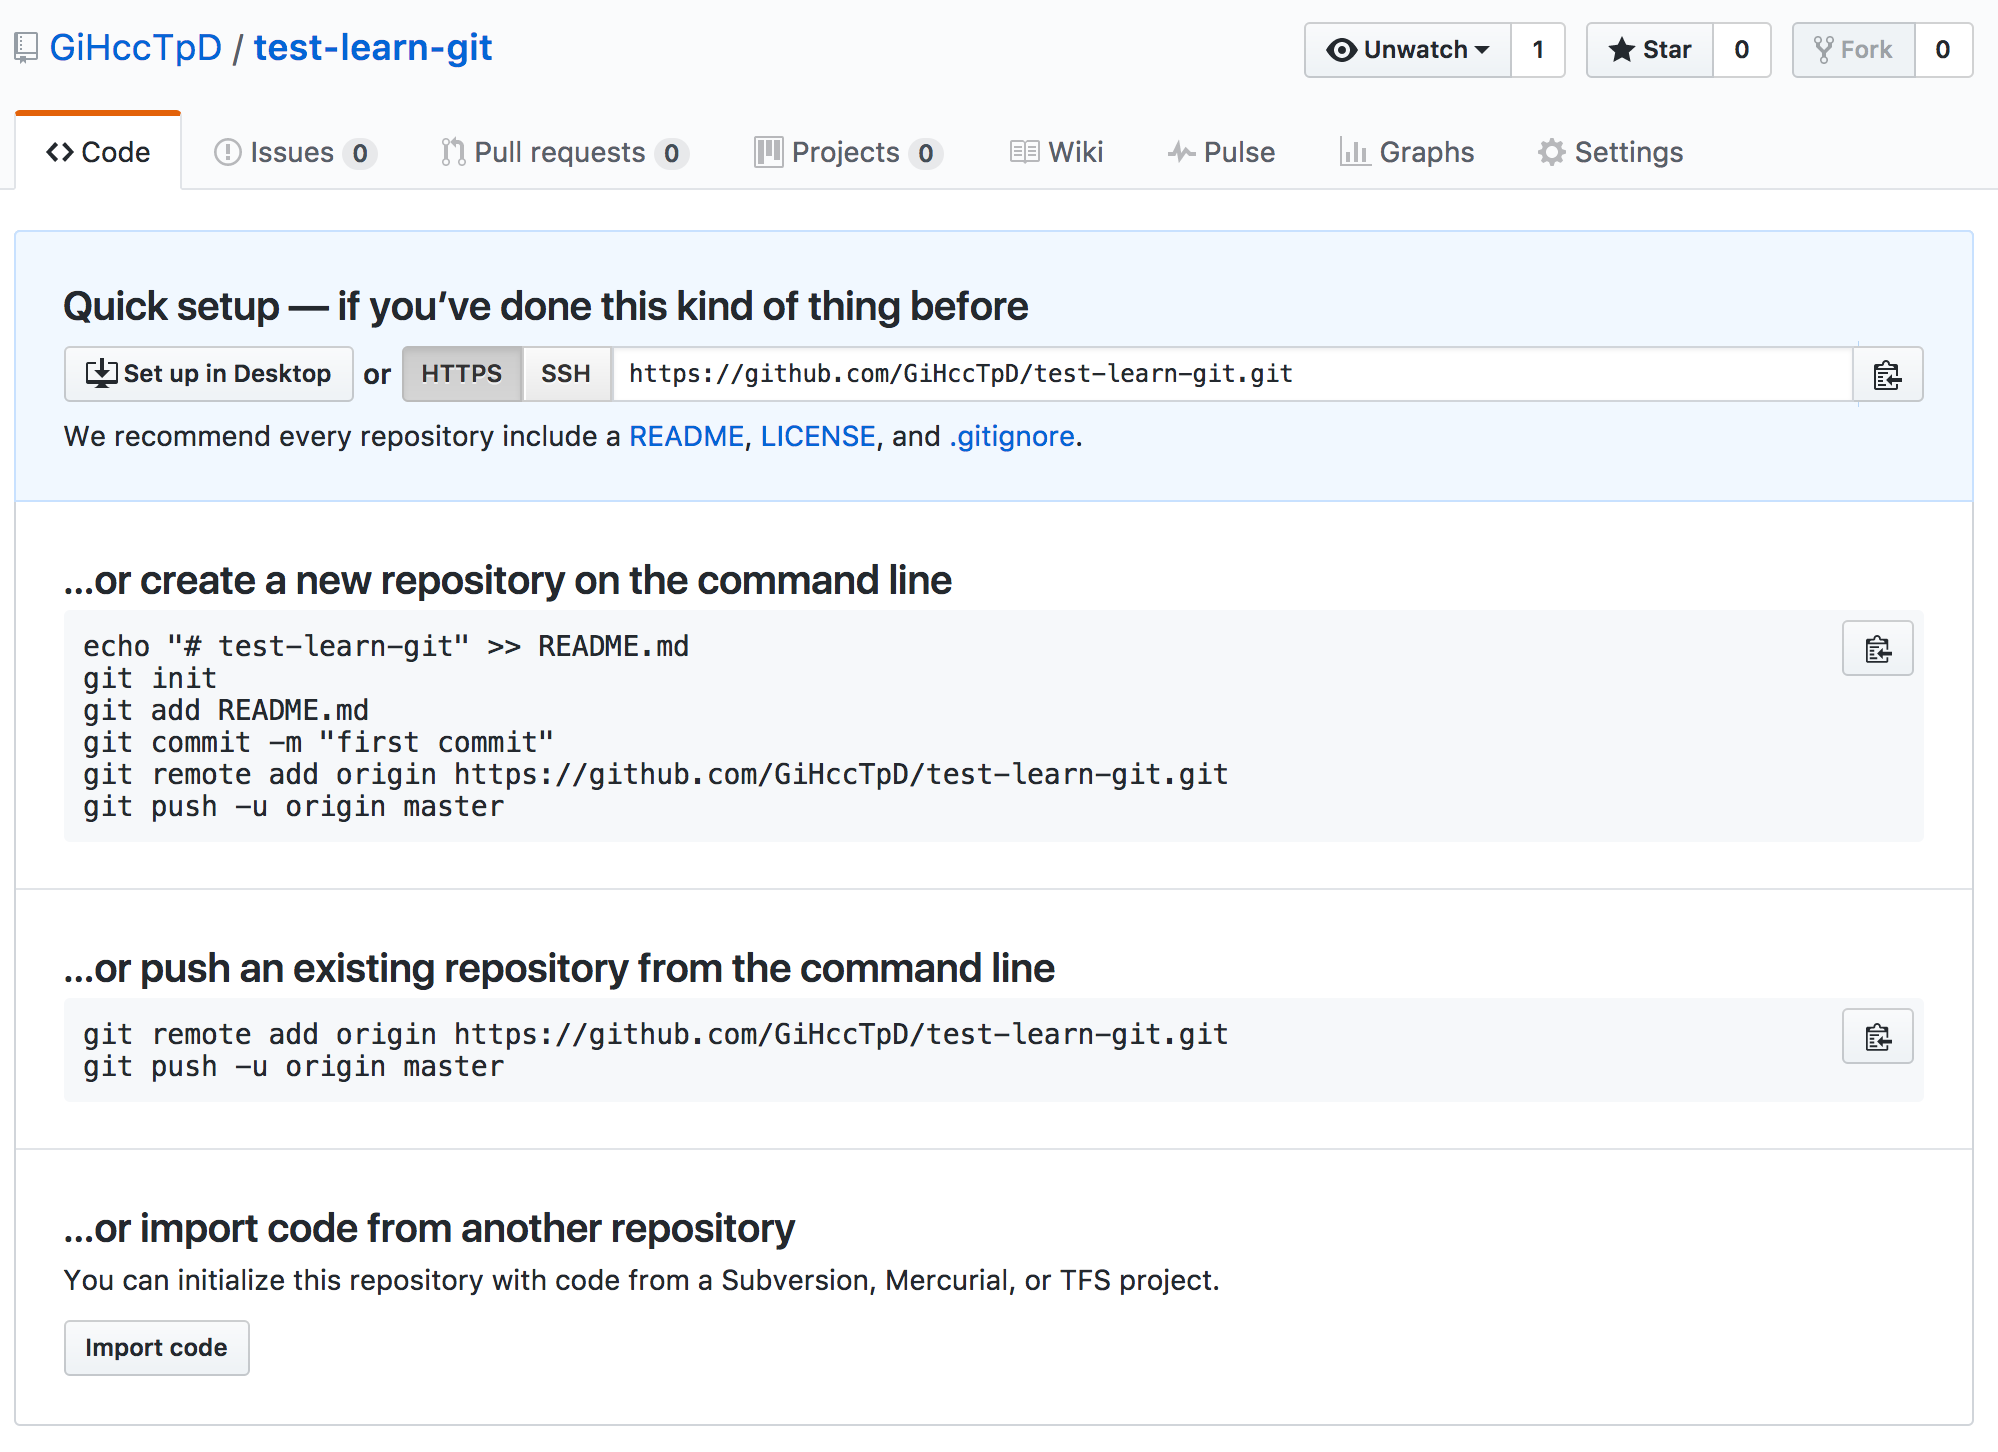 GiHccTpD / test-learn-git
Unwatch 1 Star 0 Fork 0
Code Issues 0 Pull requests 0 Projects 0 Wiki Pulse Graphs Settings
Quick setup — if you’ve done this kind of thing before
Set up in Desktop or HTTPS SSH https://github.com/GiHccTpD/test-learn-git.git
We recommend every repository include a README, LICENSE, and .gitignore.
…or create a new repository on the command line
echo "# test-learn-git" >> README.md
git init
git add README.md
git commit -m "first commit"
git remote add origin https://github.com/GiHccTpD/test-learn-git.git
git push -u origin master
…or push an existing repository from the command line
git remote add origin https://github.com/GiHccTpD/test-learn-git.git
git push -u origin master
…or import code from another repository
You can initialize this repository with code from a Subversion, Mercurial, or TFS project.
Import code